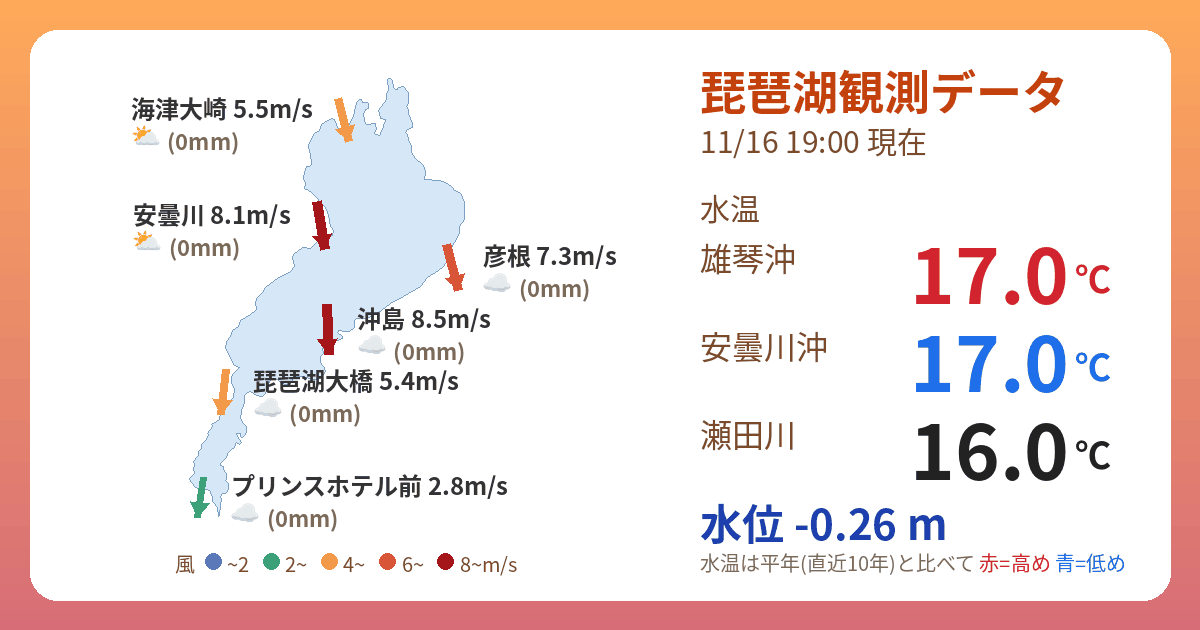 海津大崎 5.5m/s
(0mm)
安曇川 8.1m/s
(0mm)
彦根 7.3m/s
(0mm)
沖島 8.5m/s
(0mm)
琵琶湖大橋 5.4m/s
(0mm)
プリンスホテル前 2.8m/s
(0mm)
風 ~2 2~ 4~ 6~ 8~m/s
琵琶湖観測データ
11/16 19:00 現在
水温
雄琴沖 17.0℃
安曇川沖 17.0℃
瀬田川 16.0℃
水位 -0.26 m
水温は平年(直近10年)と比べて 赤=高め 青=低め